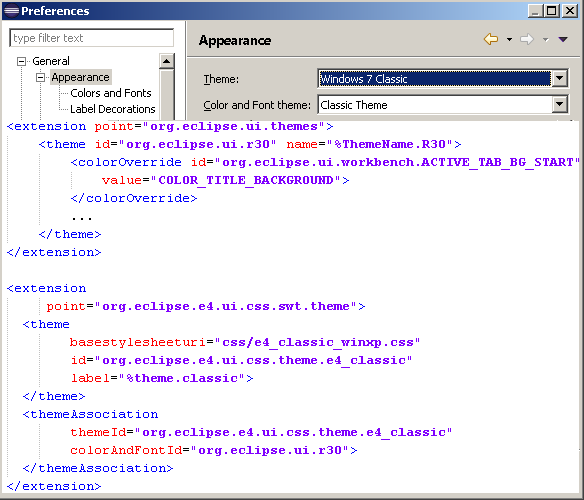 Preferences
type filter text
General
Appearance
Colors and Fonts
Label Decorations
Appearance
Theme: Windows 7 Classic
Color and Font theme: Classic Theme
<extension point="org.eclipse.ui.themes">
<theme id="org.eclipse.ui.r30" name="%ThemeName.R30">
<colorOverride id="org.eclipse.ui.workbench.ACTIVE_TAB_BG_START"
value="COLOR_TITLE_BACKGROUND">
</colorOverride>
...
</theme>
</extension>
<extension
point="org.eclipse.e4.ui.css.swt.theme">
<theme
basestylesheeturi="css/e4_classic_winxp.css"
id="org.eclipse.e4.ui.css.theme.e4_classic"
label="%theme.classic">
</theme>
<themeAssociation
themeId="org.eclipse.e4.ui.css.theme.e4_classic"
colorAndFontId="org.eclipse.ui.r30">
</themeAssociation>
</extension>